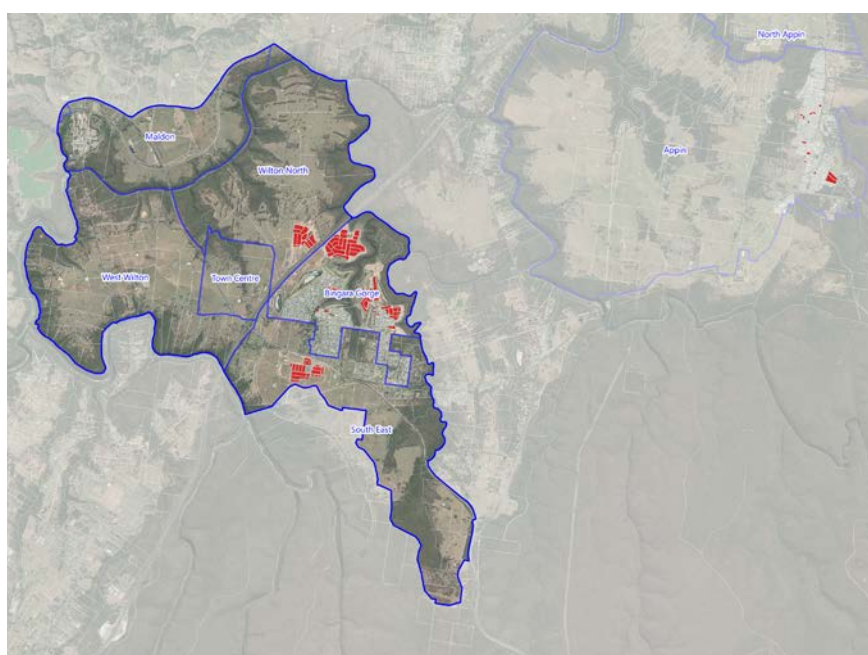 North Appin
Maldon
Appin
Wilton North
West Wilton
Town Centre
Bingara Gorge
South East